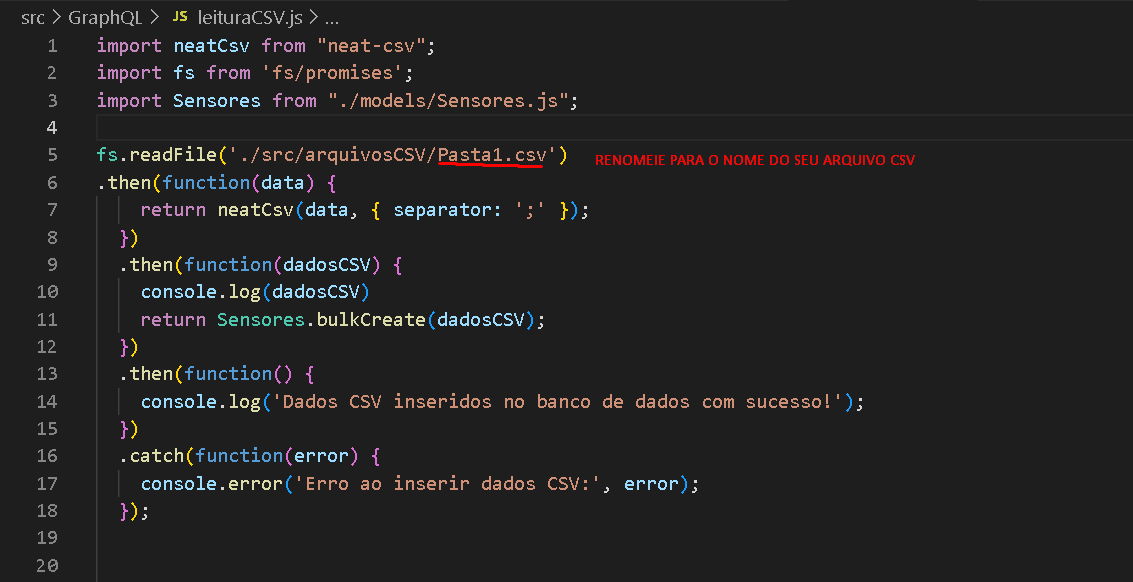 src > GraphQL > JS leituraCSV.js > ...
1 import neatCsv from "neat-csv";
2 import fs from 'fs/promises';
3 import Sensores from "./models/Sensores.js";
4
5 fs.readFile('./src/arquivosCSV/Pasta1.csv') RENOMEIE PARA O NOME DO SEU ARQUIVO CSV
6 .then(function(data) {
7 return neatCsv(data, { separator: ';' });
8 })
9 .then(function(dadosCSV) {
10 console.log(dadosCSV)
11 return Sensores.bulkCreate(dadosCSV);
12 })
13 .then(function() {
14 console.log('Dados CSV inseridos no banco de dados com sucesso!');
15 })
16 .catch(function(error) {
17 console.error('Erro ao inserir dados CSV:', error);
18 });
19
20